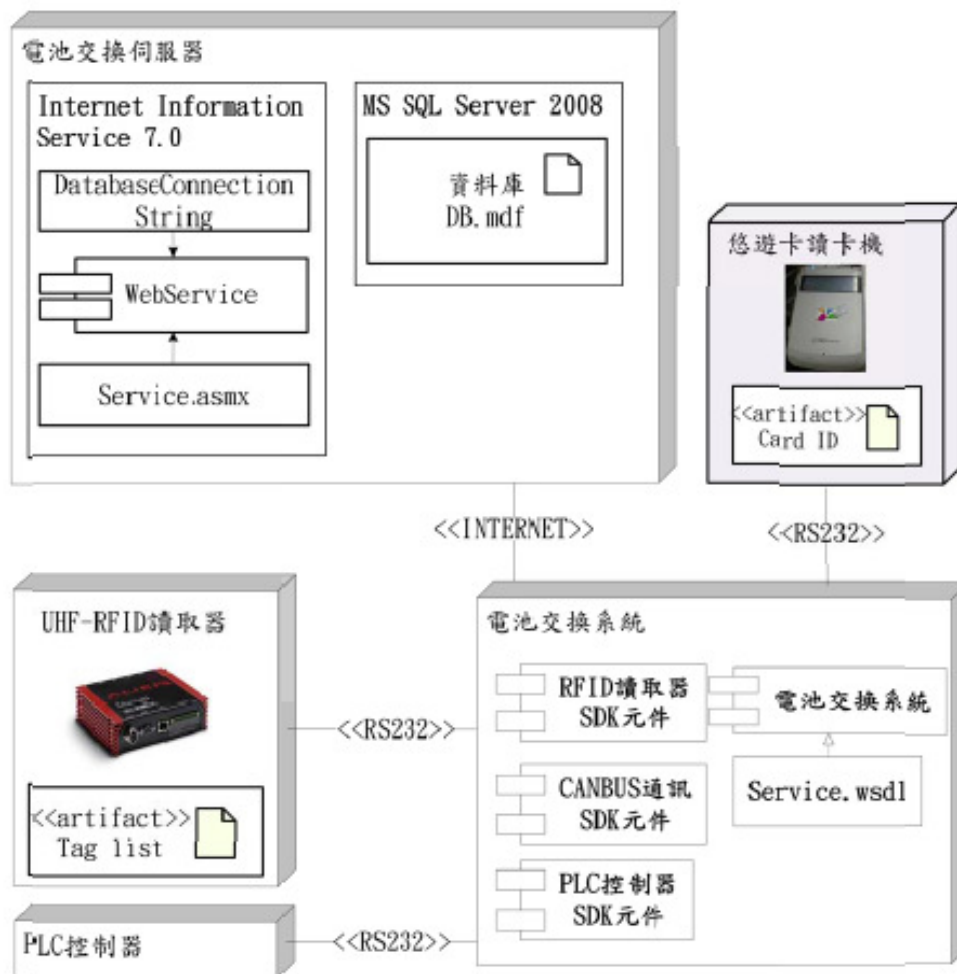 電池交換伺服器
Internet Information
Service 7.0
DatabaseConnection
String
WebService
Service.asmx
MS SQL Server 2008
資料庫
DB.mdf
悠遊卡讀卡機
<<artifact>>
Card ID
<<INTERNET>>
<<RS232>>
UHF-RFID讀取器
ALIEN
<<artifact>>
Tag list
<<RS232>>
電池交換系統
RFID讀取器
SDK元件
電池交換系統
CANBUS通訊
SDK元件
Service.wsdl
PLC控制器
SDK元件
PLC控制器
<<RS232>>